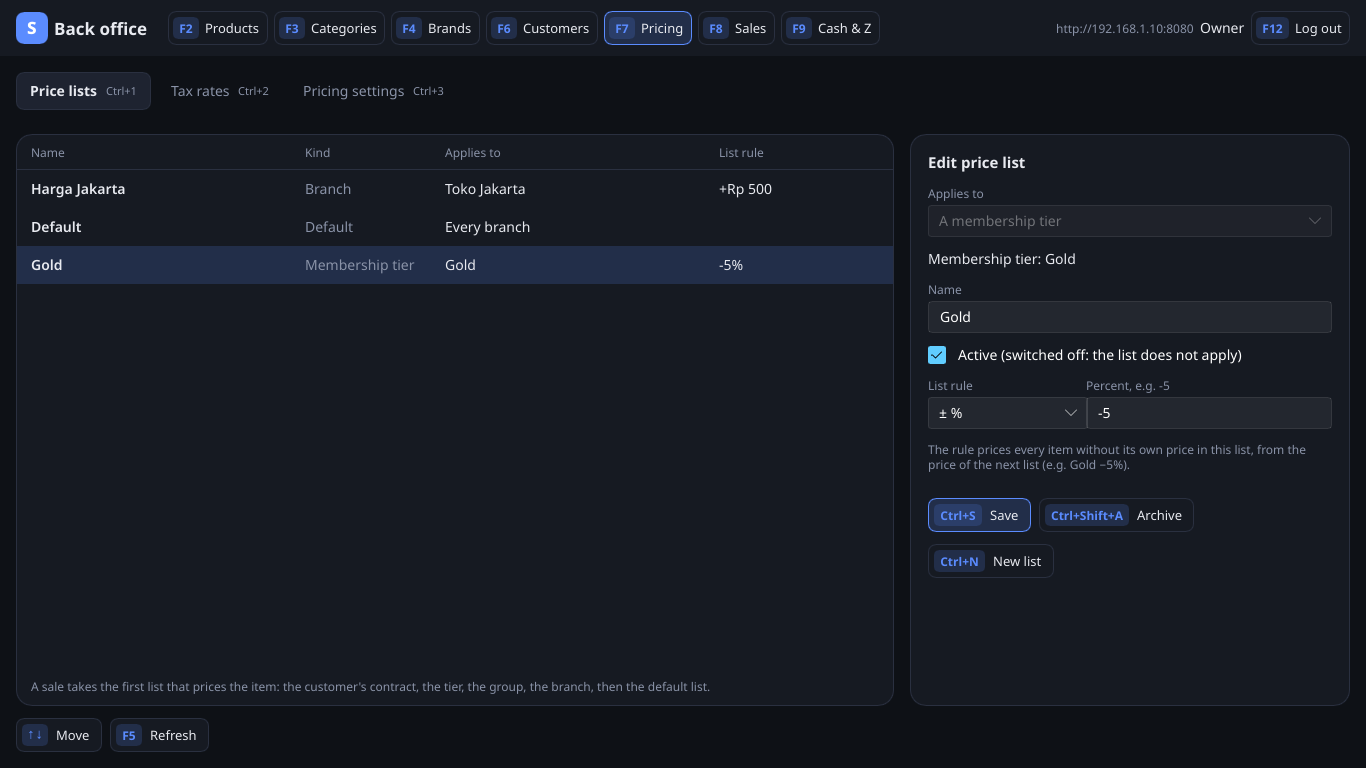 S Back office F2 Products F3 Categories F4 Brands F6 Customers F7 Pricing F8 Sales F9 Cash & Z http://192.168.1.10:8080 Owner F12 Log out
Price lists Ctrl+1 Tax rates Ctrl+2 Pricing settings Ctrl+3
Name Kind Applies to List rule
Harga Jakarta Branch Toko Jakarta +Rp 500
Default Default Every branch
Gold Membership tier Gold -5%
A sale takes the first list that prices the item: the customer's contract, the tier, the group, the branch, then the default list.
Edit price list
Applies to
A membership tier
Membership tier: Gold
Name
Gold
Active (switched off: the list does not apply)
List rule Percent, e.g. -5
± % -5
The rule prices every item without its own price in this list, from the
price of the next list (e.g. Gold −5%).
Ctrl+S Save Ctrl+Shift+A Archive
Ctrl+N New list
↑↓ Move F5 Refresh